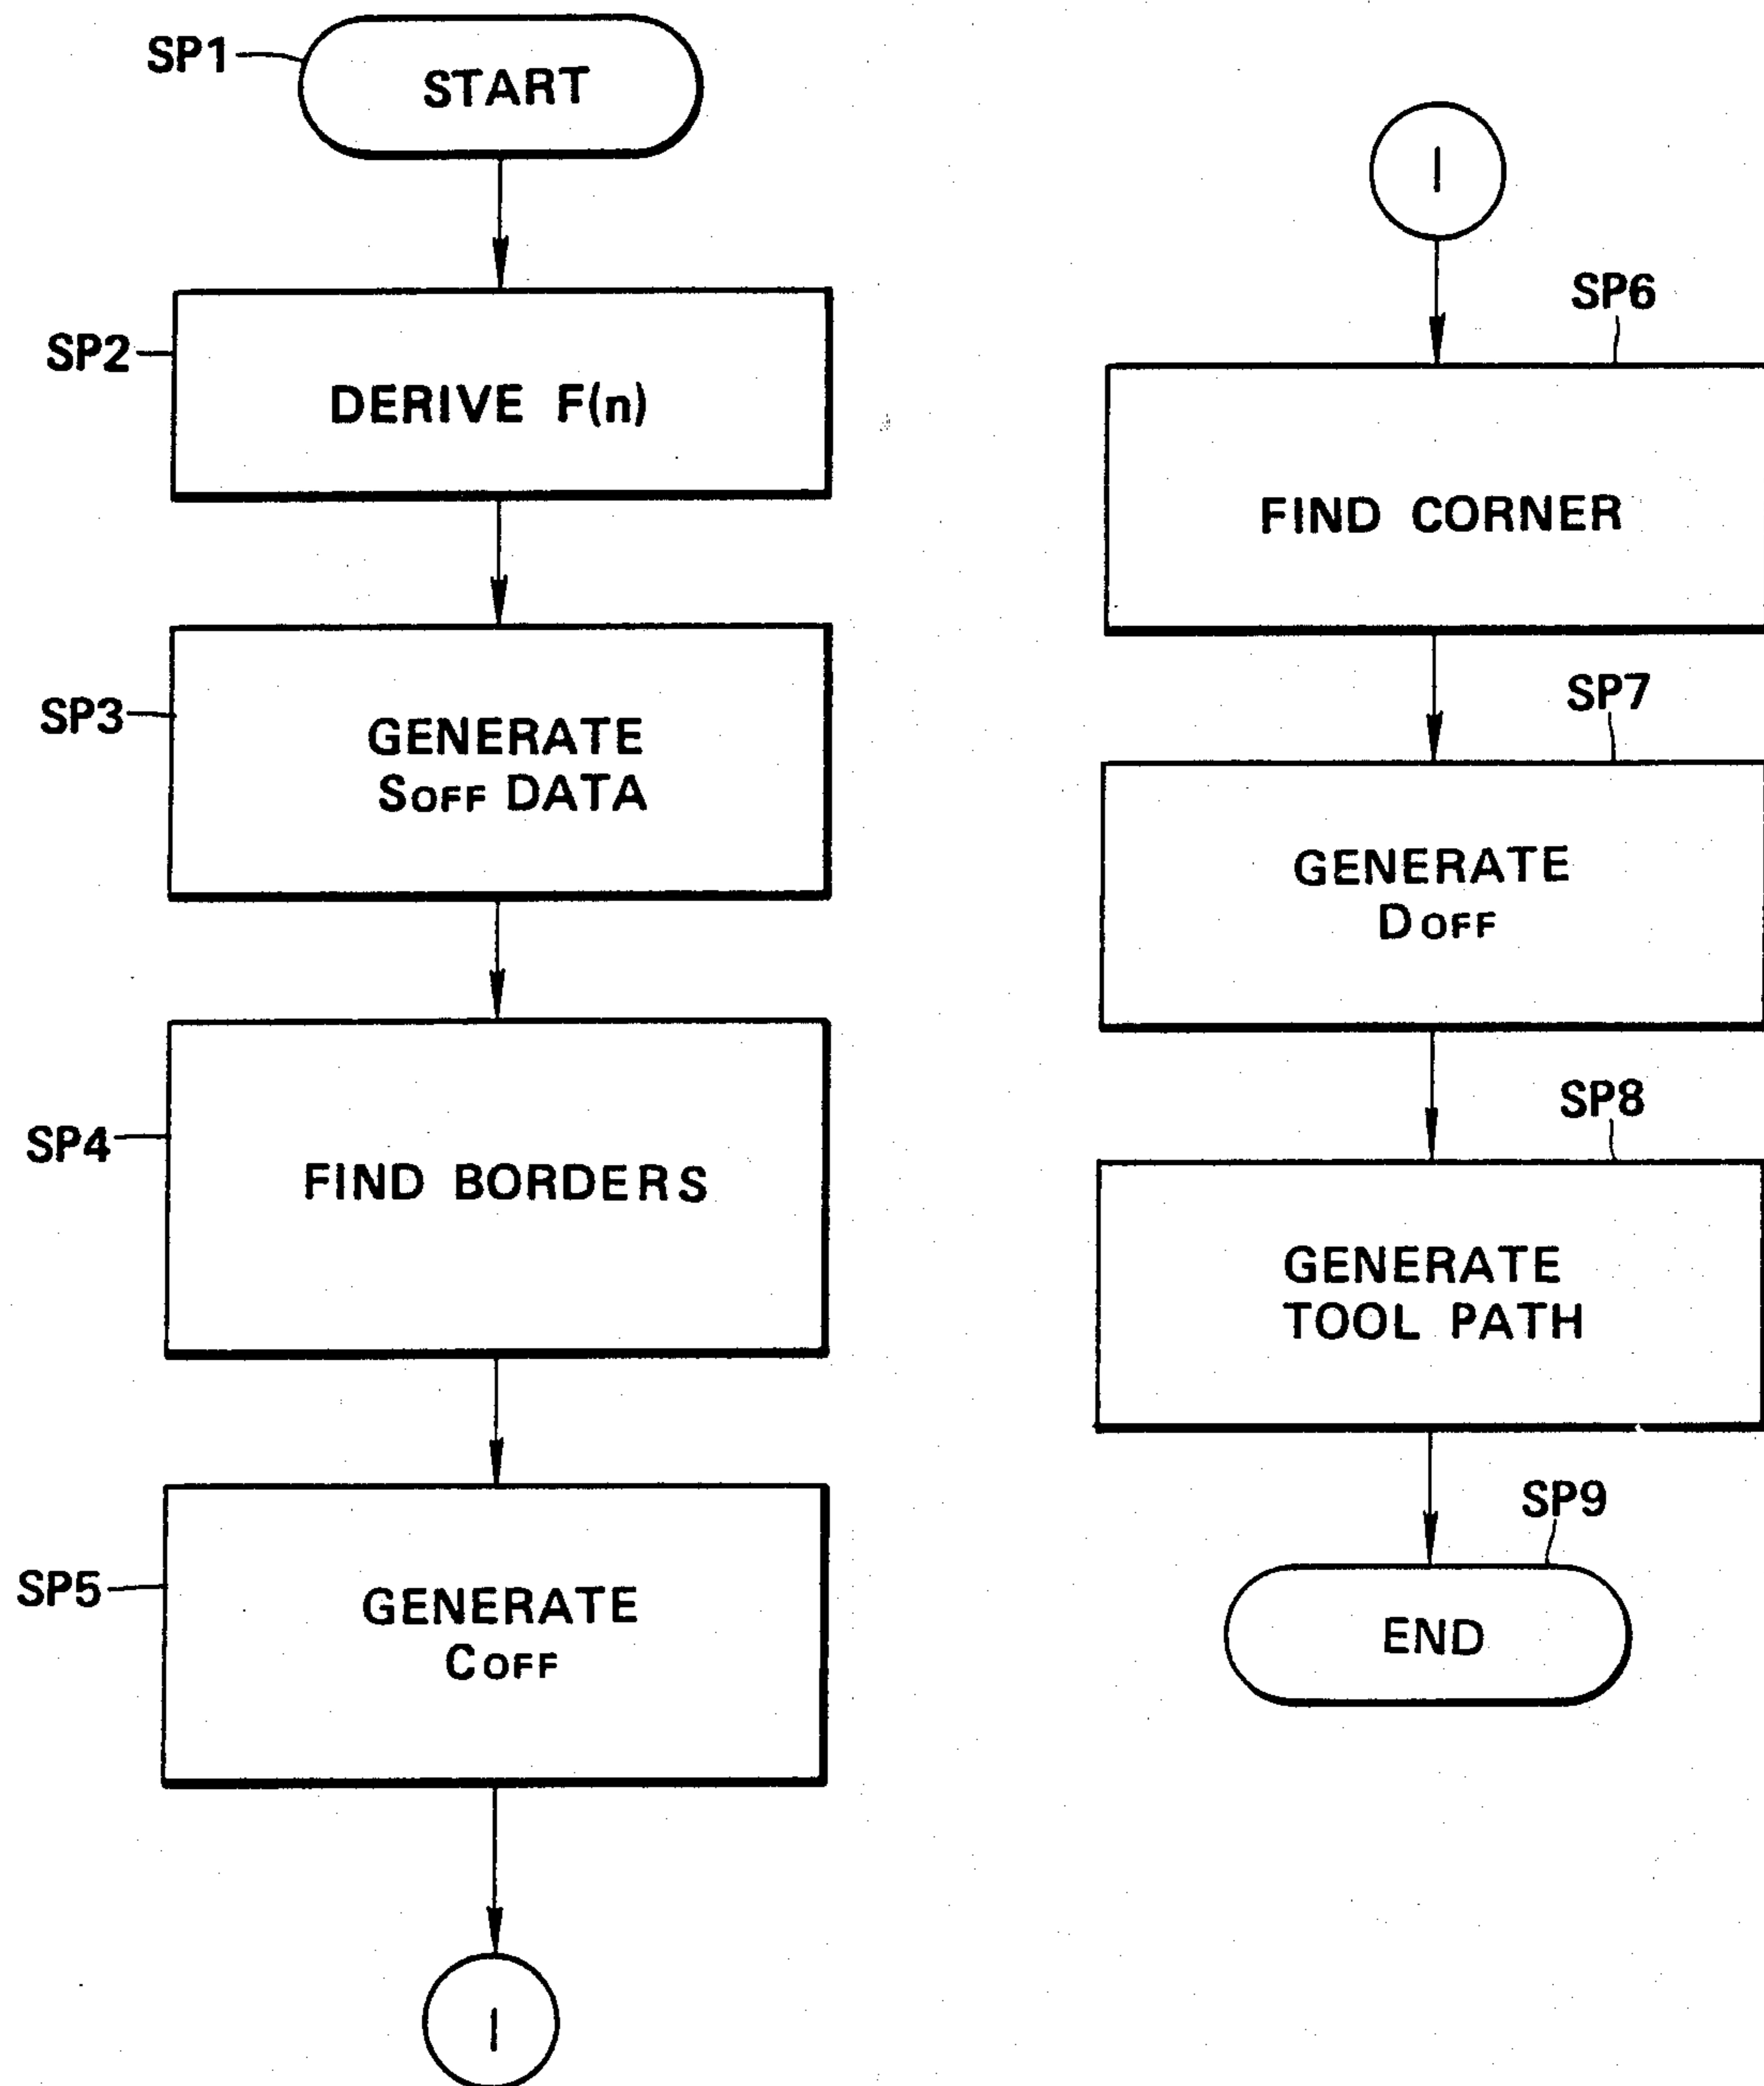 SP1
START
SP2
DERIVE F(n)
SP3
GENERATE
SOFF DATA
SP4
FIND BORDERS
SP5
GENERATE
COFF
I
I
SP6
FIND CORNER
SP7
GENERATE
DOFF
SP8
GENERATE
TOOL PATH
SP9
END